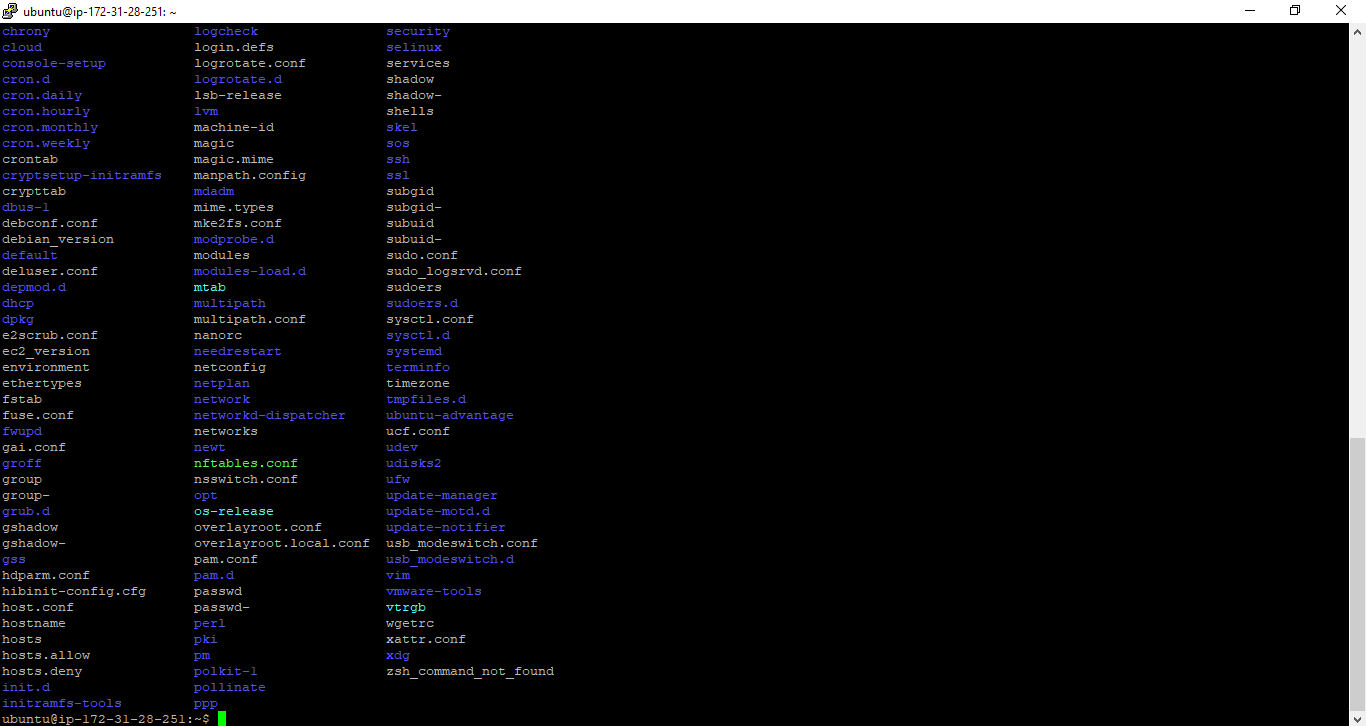 ubuntu@ip-172-31-28-251: ~
chrony logcheck security
cloud login.defs selinux
console-setup logrotate.conf services
cron.d logrotate.d shadow
cron.daily lsb-release shadow-
cron.hourly lvm shells
cron.monthly machine-id skel
cron.weekly magic sos
crontab magic.mime ssh
cryptsetup-initramfs manpath.config ssl
crypttab mdadm subgid
dbus-1 mime.types subgid-
debconf.conf mke2fs.conf subuid
debian_version modprobe.d subuid-
default modules sudo.conf
deluser.conf modules-load.d sudo_logsrvd.conf
depmod.d mtab sudoers
dhcp multipath sudoers.d
dpkg multipath.conf sysctl.conf
e2scrub.conf nanorc sysctl.d
ec2_version needrestart systemd
environment netconfig terminfo
ethertypes netplan timezone
fstab network tmpfiles.d
fuse.conf networkd-dispatcher ubuntu-advantage
fwupd networks ucf.conf
gai.conf newt udev
groff nftables.conf udisks2
group nsswitch.conf ufw
group- opt update-manager
grub.d os-release update-motd.d
gshadow overlayroot.conf update-notifier
gshadow- overlayroot.local.conf usb_modeswitch.conf
gss pam.conf usb_modeswitch.d
hdparm.conf pam.d vim
hibinit-config.cfg passwd vmware-tools
host.conf passwd- vtrgb
hostname perl wgetrc
hosts pki xattr.conf
hosts.allow pm xdg
hosts.deny polkit-1 zsh_command_not_found
init.d pollinate
initramfs-tools ppp
ubuntu@ip-172-31-28-251:~$